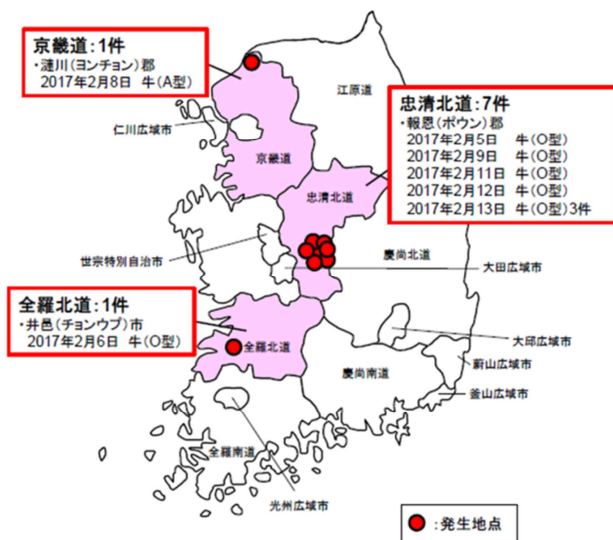 京畿道：1件
・漣川（ヨンチョン）郡
2017年2月8日　牛（A型）
江原道
忠清北道：7件
・報恩（ボウン）郡
2017年2月5日　牛（O型）
2017年2月9日　牛（O型）
2017年2月11日　牛（O型）
2017年2月12日　牛（O型）
2017年2月13日　牛（O型）3件
仁川広域市
京畿道
忠清北道
世宗特別自治市
慶尚北道
大田広域市
全羅北道：1件
・井邑（チョンウプ）市
2017年2月6日　牛（O型）
全羅北道
大邱広域市
蔚山広域市
慶尚南道
釜山広域市
全羅南道
光州広域市
：発生地点